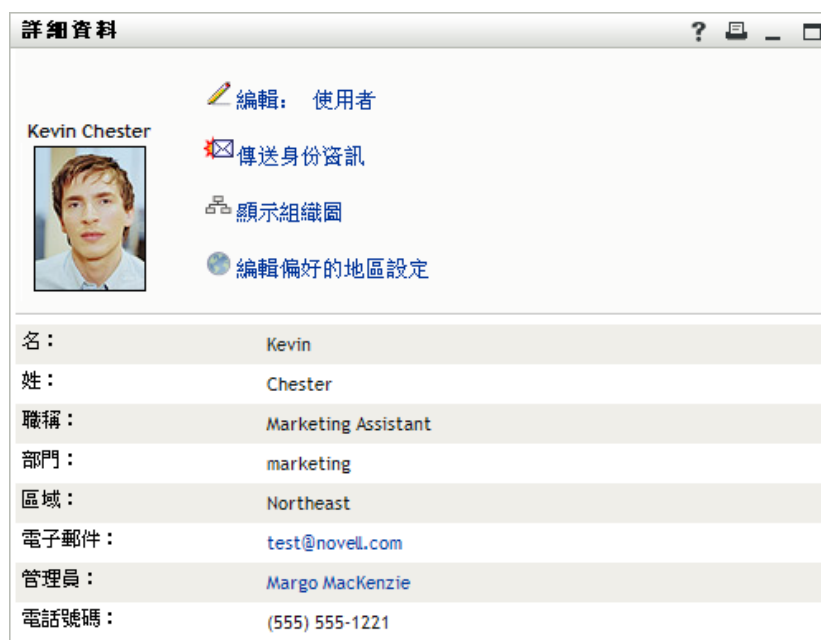 詳細資料
Kevin Chester
編輯： 使用者
傳送身份資訊
顯示組織圖
編輯偏好的地區設定
名： Kevin
姓： Chester
職稱： Marketing Assistant
部門： marketing
區域： Northeast
電子郵件： test@novell.com
管理員： Margo MacKenzie
電話號碼： (555) 555-1221